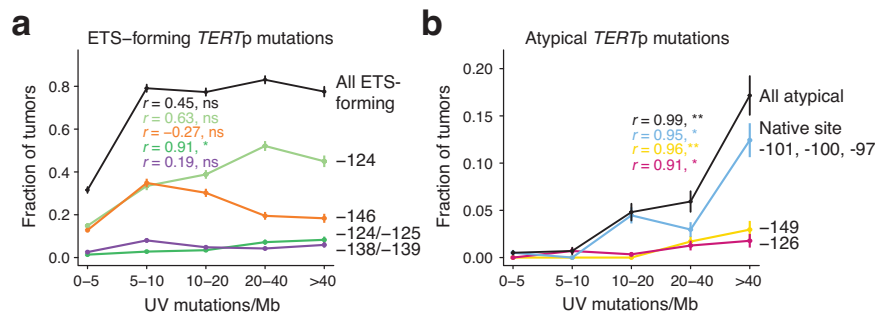 a
ETS–forming TERTp mutations
Fraction of tumors
0.8
0.6
0.4
0.2
0.0
r = 0.45, ns
r = 0.63, ns
r = −0.27, ns
r = 0.91, *
r = 0.19, ns
All ETS-
forming
−124
−146
−124/−125
−138/−139
0–5
5–10
10–20
20–40
>40
UV mutations/Mb
b
Atypical TERTp mutations
Fraction of tumors
0.20
0.15
0.10
0.05
0.00
r = 0.99, **
r = 0.95, *
r = 0.96, **
r = 0.91, *
All atypical
Native site
-101, -100, -97
−149
−126
0–5
5–10
10–20
20–40
>40
UV mutations/Mb